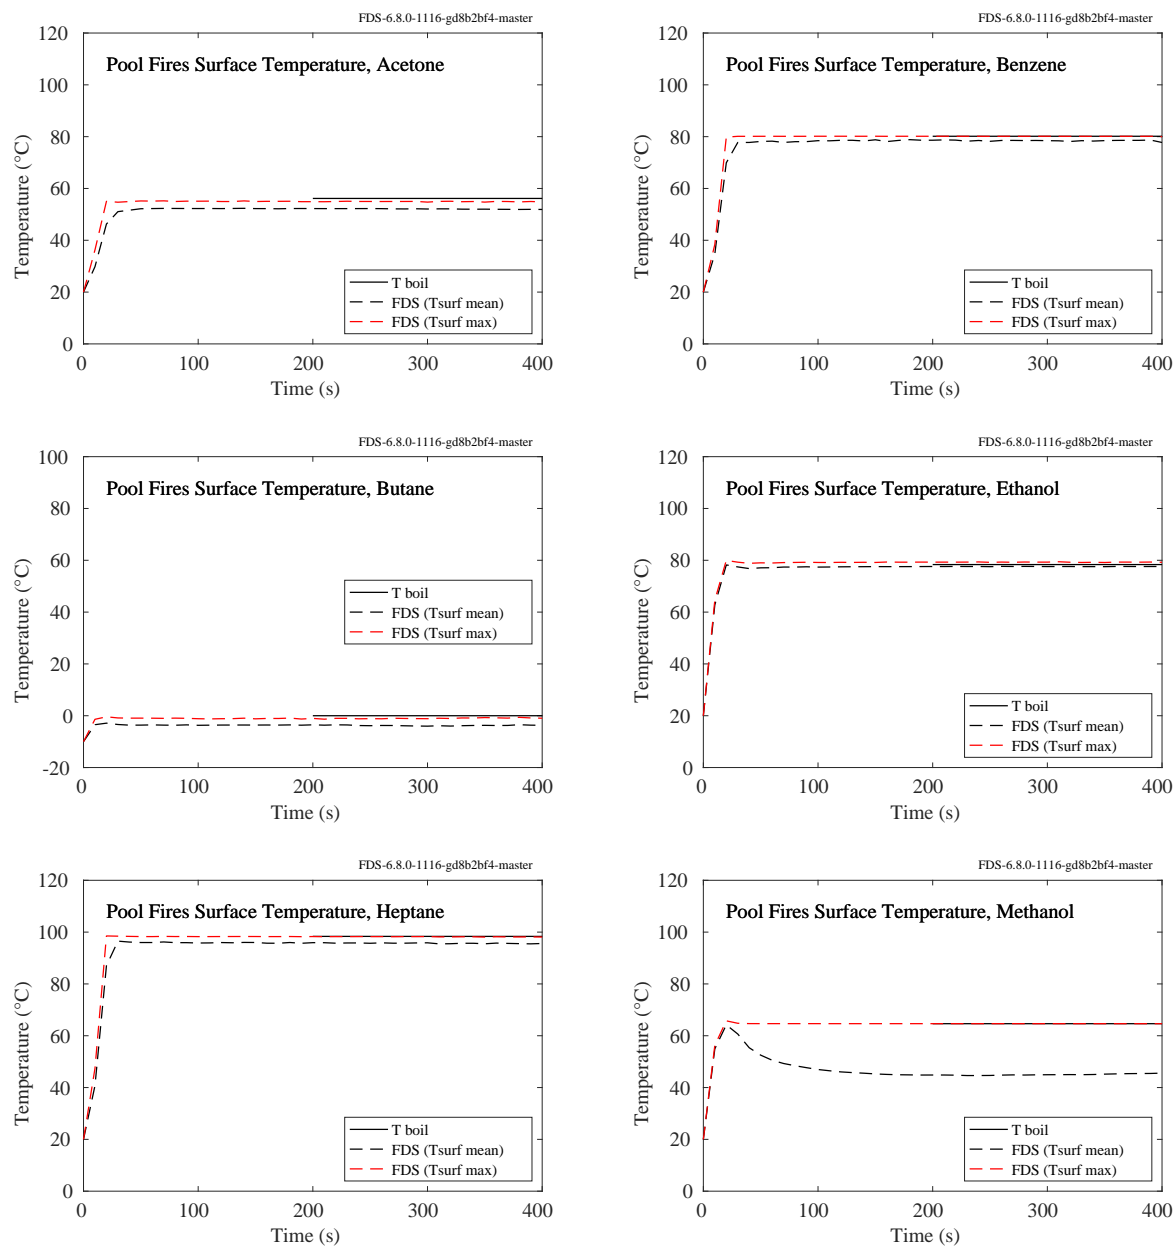 FDS-6.8.0-1116-gd8b2bf4-master
Pool Fires Surface Temperature, Acetone
120
100
80
60
40
20
0
Temperature (°C)
T boil
FDS (Tsurf mean)
FDS (Tsurf max)
0 100 200 300 400
Time (s)
FDS-6.8.0-1116-gd8b2bf4-master
Pool Fires Surface Temperature, Benzene
120
100
80
60
40
20
0
Temperature (°C)
T boil
FDS (Tsurf mean)
FDS (Tsurf max)
0 100 200 300 400
Time (s)
FDS-6.8.0-1116-gd8b2bf4-master
Pool Fires Surface Temperature, Butane
100
80
60
40
20
0
-20
Temperature (°C)
T boil
FDS (Tsurf mean)
FDS (Tsurf max)
0 100 200 300 400
Time (s)
FDS-6.8.0-1116-gd8b2bf4-master
Pool Fires Surface Temperature, Ethanol
120
100
80
60
40
20
0
Temperature (°C)
T boil
FDS (Tsurf mean)
FDS (Tsurf max)
0 100 200 300 400
Time (s)
FDS-6.8.0-1116-gd8b2bf4-master
Pool Fires Surface Temperature, Heptane
120
100
80
60
40
20
0
Temperature (°C)
T boil
FDS (Tsurf mean)
FDS (Tsurf max)
0 100 200 300 400
Time (s)
FDS-6.8.0-1116-gd8b2bf4-master
Pool Fires Surface Temperature, Methanol
120
100
80
60
40
20
0
Temperature (°C)
T boil
FDS (Tsurf mean)
FDS (Tsurf max)
0 100 200 300 400
Time (s)